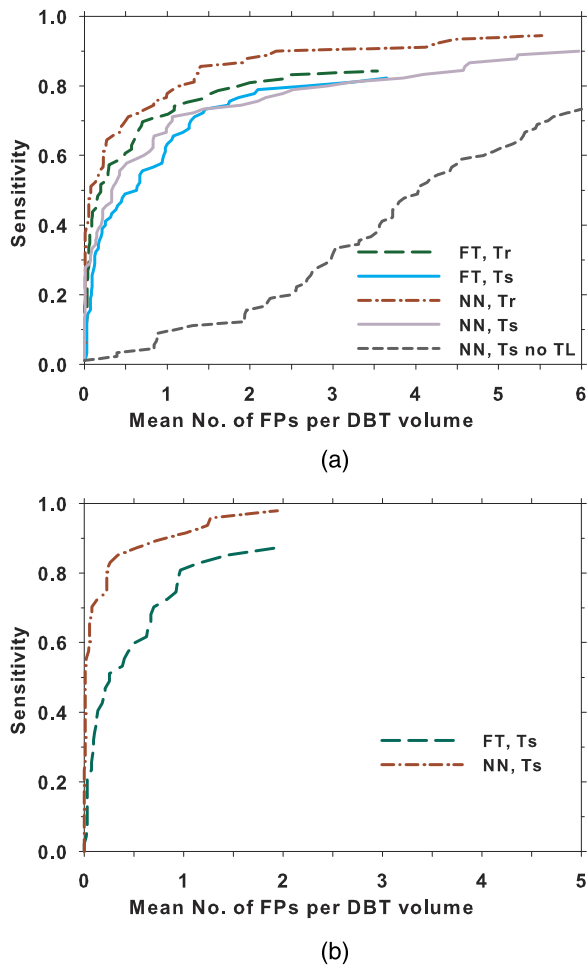 1.0
0.8
0.6
0.4
0.2
0.0
Sensitivity
FT, Tr
FT, Ts
NN, Tr
NN, Ts
NN, Ts no TL
0 1 2 3 4 5 6
Mean No. of FPs per DBT volume
(a)
1.0
0.8
0.6
0.4
0.2
0.0
Sensitivity
FT, Ts
NN, Ts
0 1 2 3 4 5
Mean No. of FPs per DBT volume
(b)